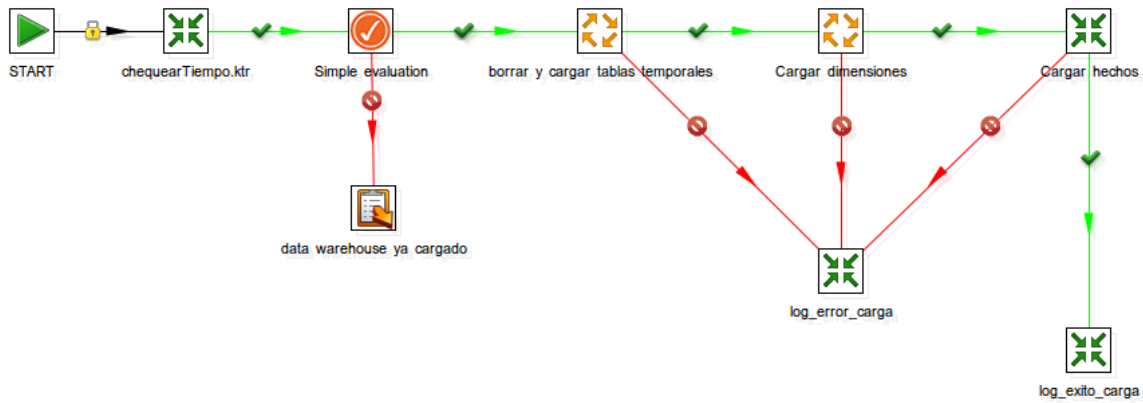 START
chequearTiempo.ktr
Simple evaluation
borrar y cargar tablas temporales
Cargar dimensiones
Cargar hechos
data warehouse ya cargado
log_error_carga
log_exito_carga